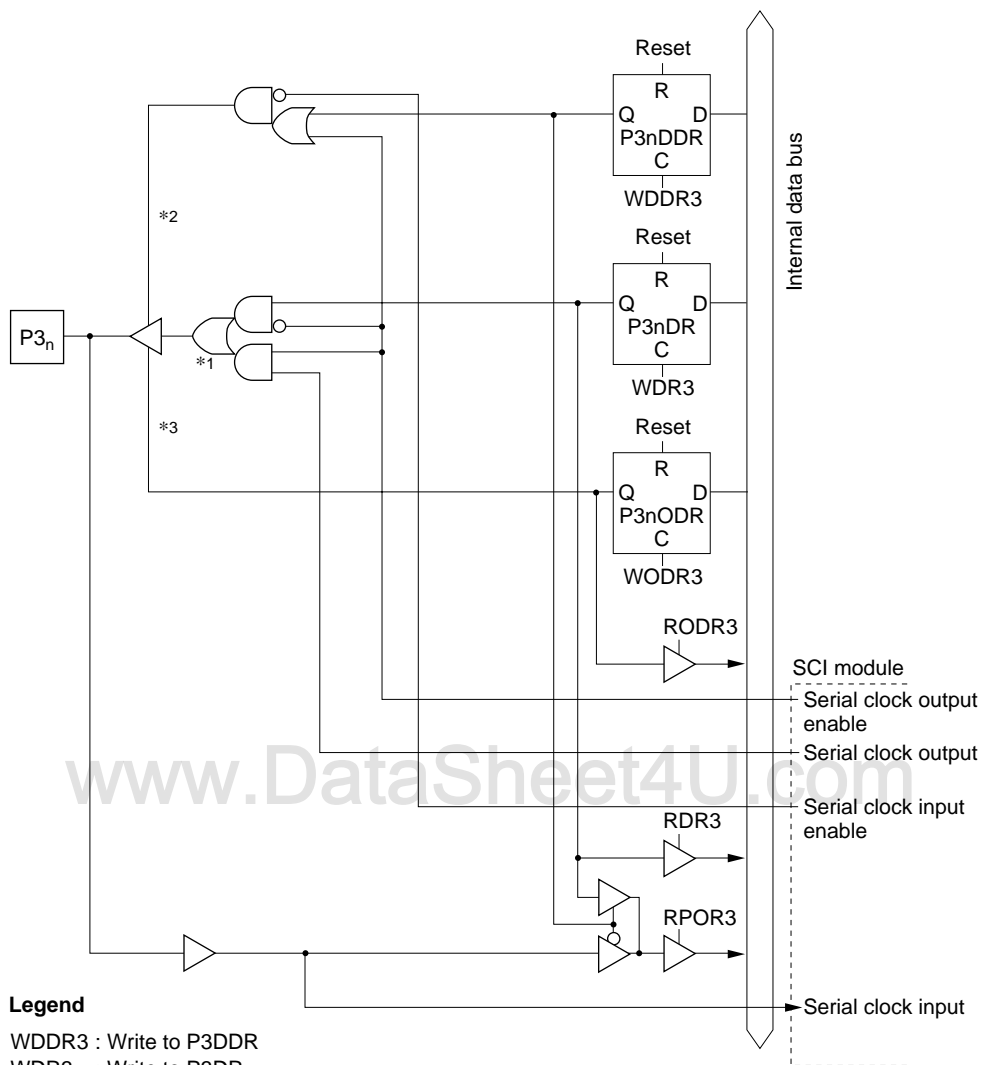 Reset
R
Q D
P3nDDR
C
WDDR3
Internal data bus
*2
Reset
R
Q D
P3nDR
C
WDR3
P3n
*1
*3
Reset
R
Q D
P3nODR
C
WODR3
RODR3
SCI module
Serial clock output
enable
Serial clock output
www.DataSheet4U.com
Serial clock input
enable
RDR3
RPOR3
Serial clock input
Legend
WDDR3 : Write to P3DDR